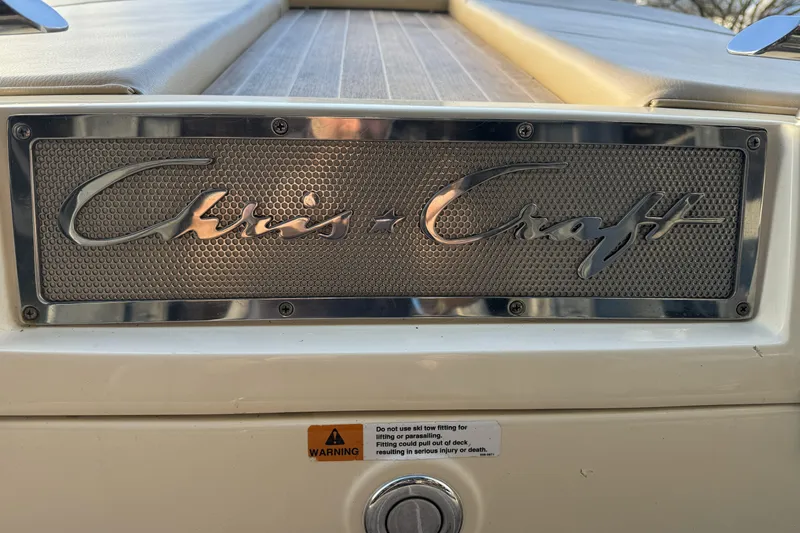 Chris★Craft
WARNING
Do not use ski tow fitting for
lifting or parasailing.
Fitting could pull out of deck
resulting in serious injury or death.